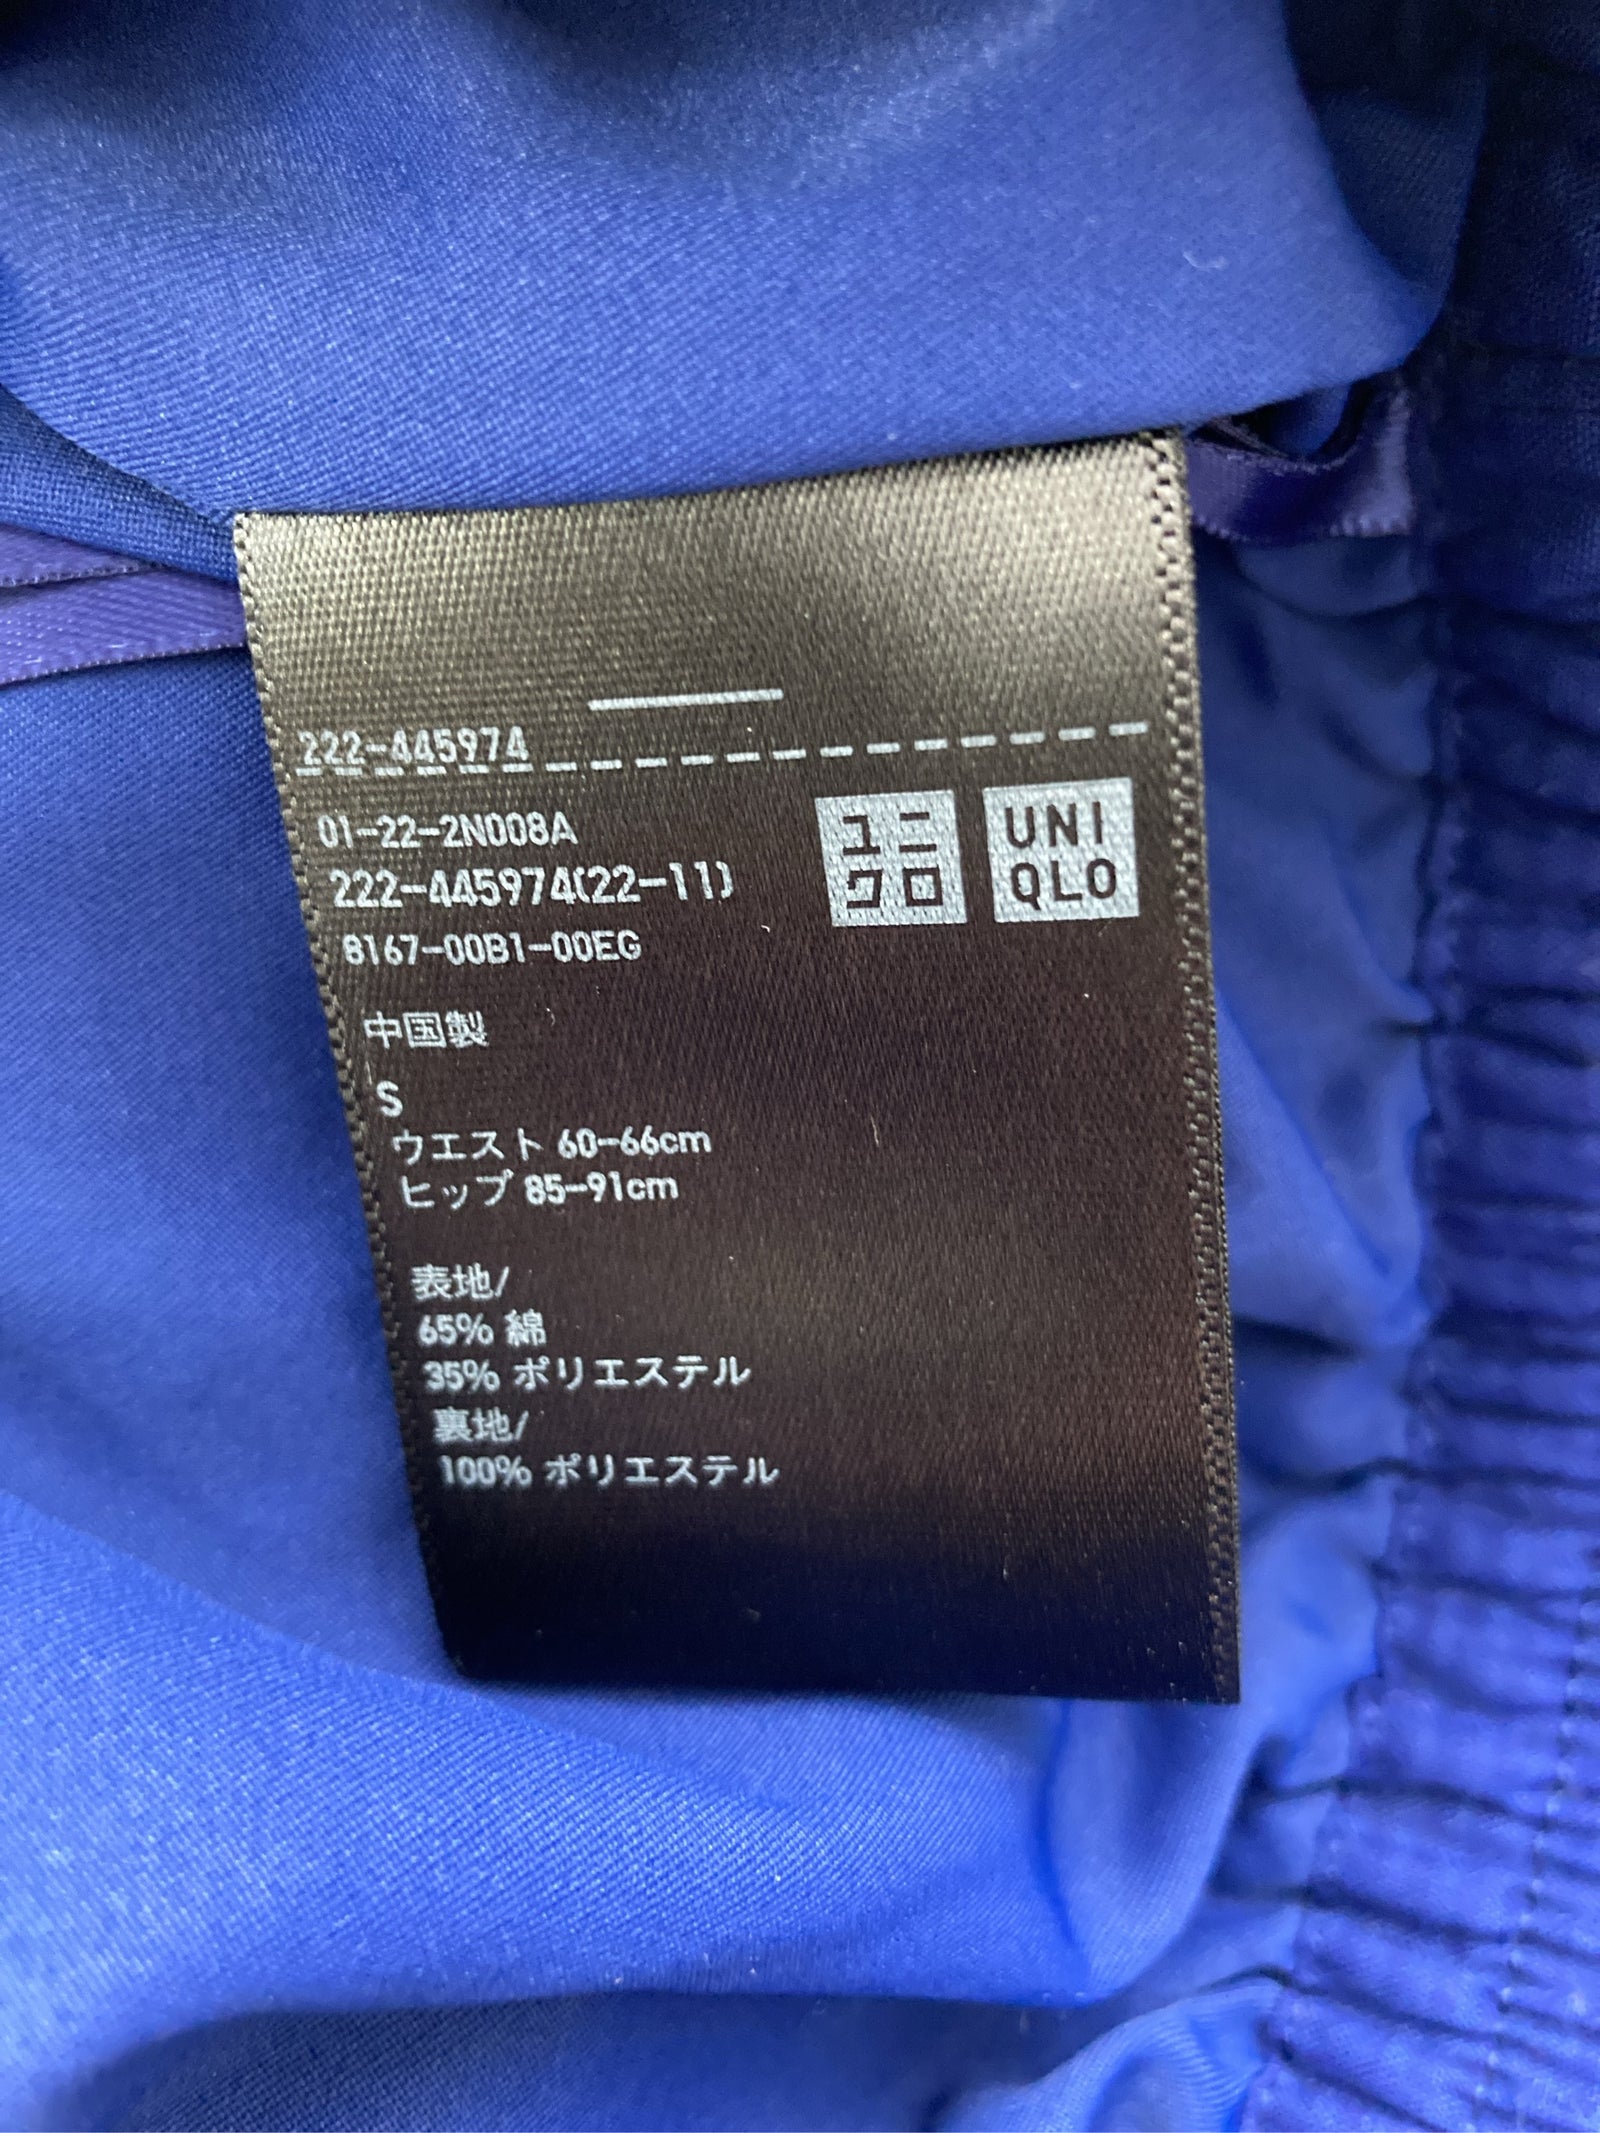 222-445974
01-22-2N008A
222-445974(22-11)
8167-00B1-00EG
ユニ
クロ
UNI
QLO
中国製
S
ウエスト 60-66cm
ヒップ 85-91cm
表地/
65% 綿
35% ポリエステル
裏地/
100% ポリエステル